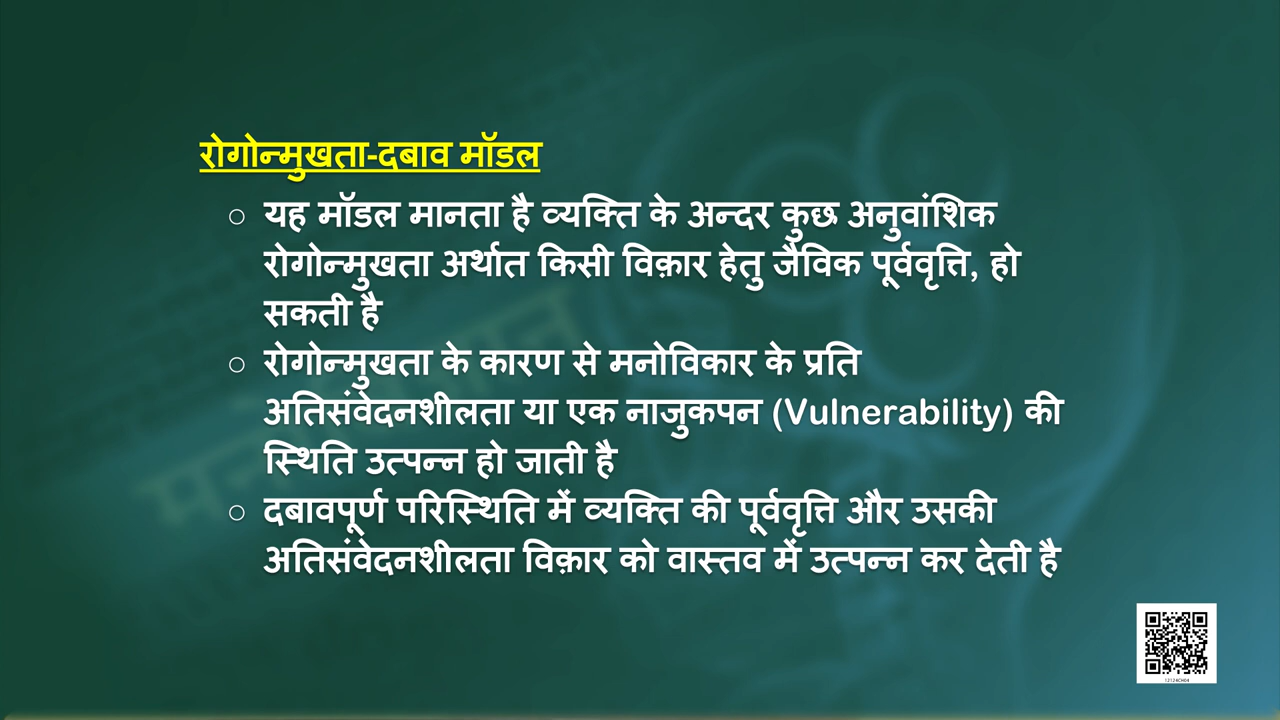 रोगोन्मुखता-दबाव मॉडल
○ यह मॉडल मानता है व्यक्ति के अन्दर कुछ अनुवांशिक
रोगोन्मुखता अर्थात किसी विक़ार हेतु जैविक पूर्ववृत्ति, हो
सकती है
○ रोगोन्मुखता के कारण से मनोविकार के प्रति
अतिसंवेदनशीलता या एक नाजुकपन (Vulnerability) की
स्थिति उत्पन्न हो जाती है
○ दबावपूर्ण परिस्थिति में व्यक्ति की पूर्ववृत्ति और उसकी
अतिसंवेदनशीलता विक़ार को वास्तव में उत्पन्न कर देती है